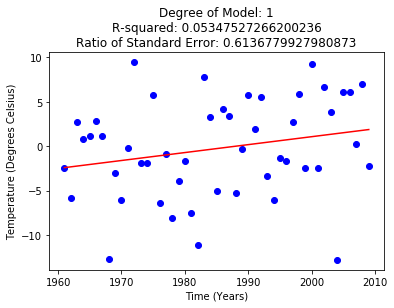 Degree of Model: 1
R-squared: 0.05347527266200236
Ratio of Standard Error: 0.6136779927980873
Temperature (Degrees Celsius)
10
5
0
−5
−10
1960
1970
1980
1990
2000
2010
Time (Years)